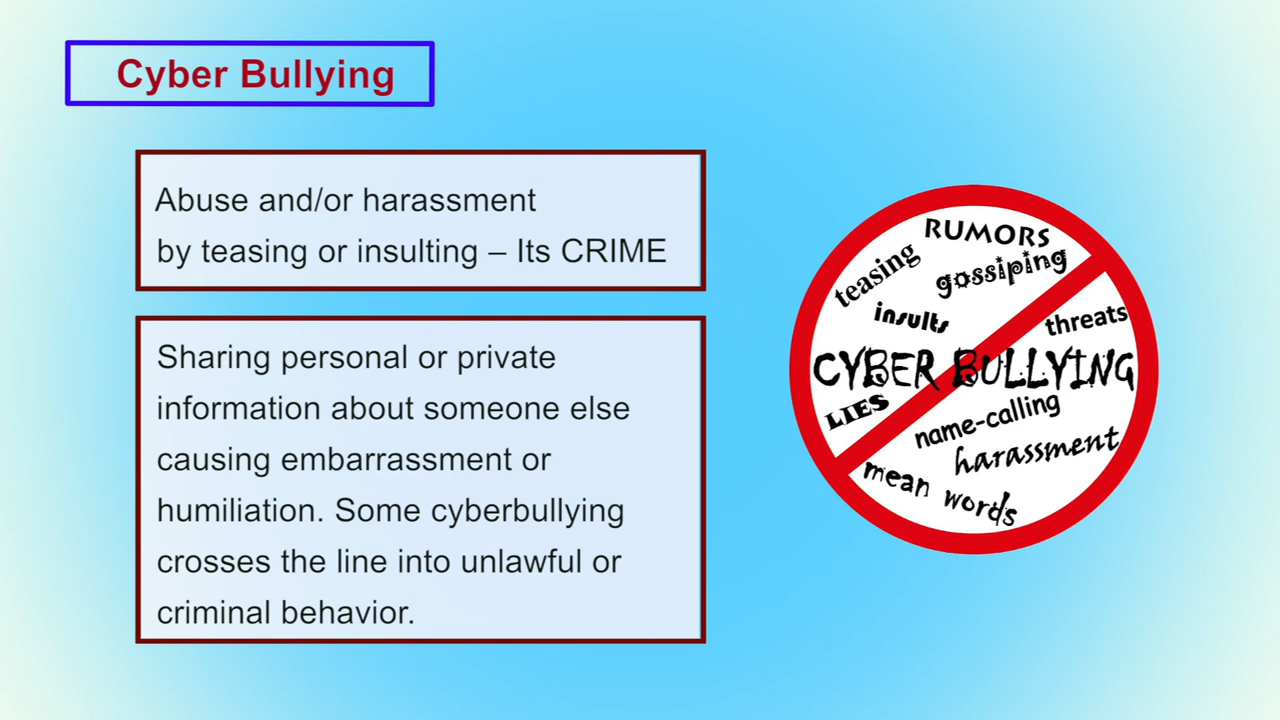 Cyber Bullying
Abuse and/or harassment
by teasing or insulting – Its CRIME
Sharing personal or private
information about someone else
causing embarrassment or
humiliation. Some cyberbullying
crosses the line into unlawful or
criminal behavior.
RUMORS
teasing
gossiping
insults
threats
CYBER BULLYING
LIES
name-calling
harassment
mean words